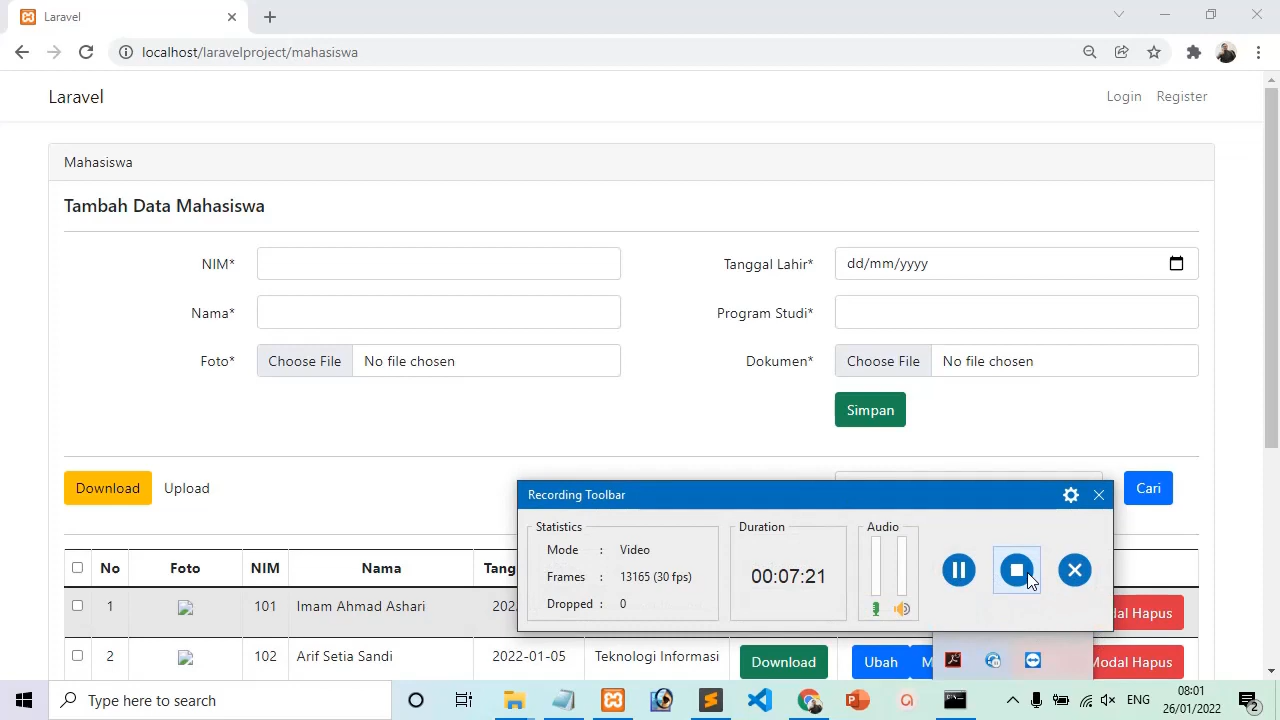 Laravel
localhost/laravelproject/mahasiswa
Laravel
Login Register
Mahasiswa
Tambah Data Mahasiswa
NIM*
Tanggal Lahir*
dd/mm/yyyy
Nama*
Program Studi*
Foto*
Choose File
No file chosen
Dokumen*
Choose File
No file chosen
Simpan
Download
Upload
Cari
Recording Toolbar
Statistics
Duration
Audio
Mode : Video
Frames : 13165 (30 fps)
Dropped : 0
00:07:21
No Foto NIM Nama
1 101 Imam Ahmad Ashari
Hapus
2 102 Arif Setia Sandi 2022-01-05 Teknologi Informasi Download Ubah Modal Hapus
Type here to search
ENG
08:01
26/01/2022
2